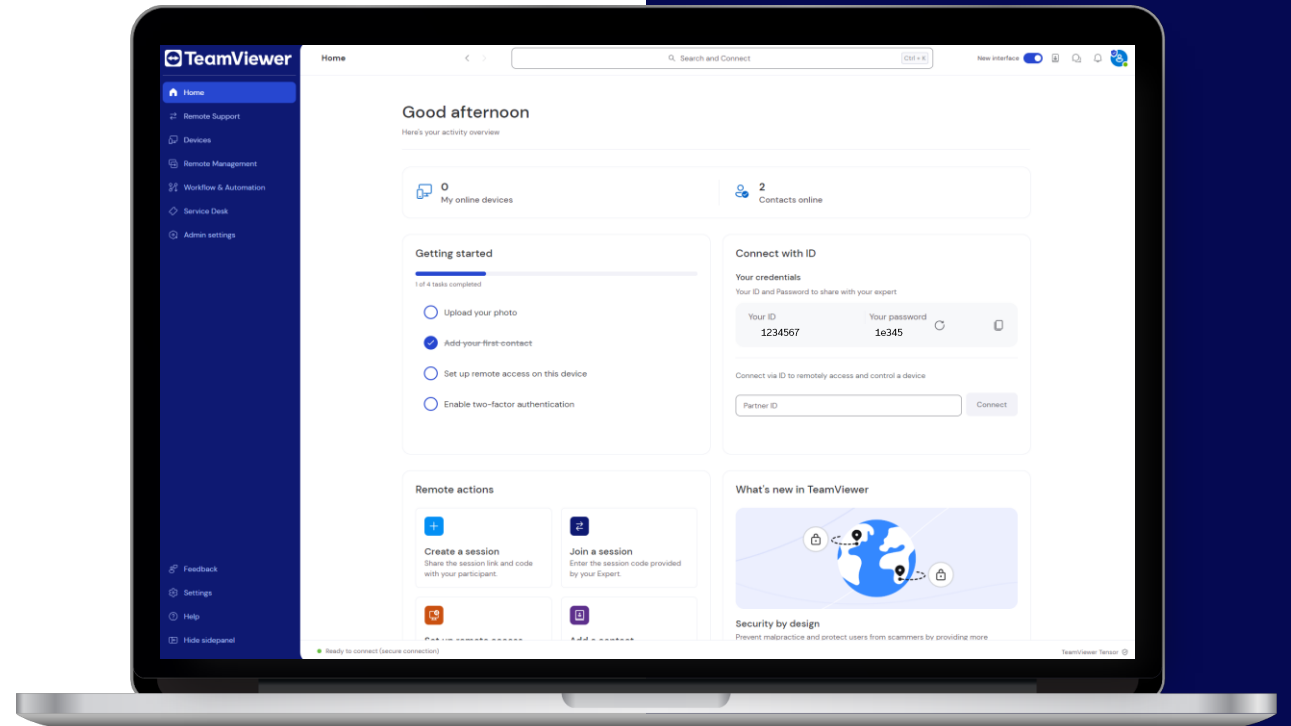 TeamViewer
Home
Search and Connect
Ctrl + K
New interface
Home
Remote Support
Devices
Remote Management
Workflow & Automation
Service Desk
Admin settings
Feedback
Settings
Help
Hide sidepanel
Good afternoon
Here's your activity overview
0
My online devices
2
Contacts online
Getting started
1 of 4 tasks completed
Upload your photo
Add your first contact
Set up remote access on this device
Enable two-factor authentication
Connect with ID
Your credentials
Your ID and Password to share with your expert
Your ID
1234567
Your password
1e345
Connect via ID to remotely access and control a device
Partner ID
Connect
Remote actions
Create a session
Share the session link and code
with your participant.
Join a session
Enter the session code provided
by your Expert.
Set up remote access
Add a contact
What's new in TeamViewer
Security by design
Prevent malpractice and protect users from scammers by providing more
Ready to connect (secure connection)
TeamViewer Tensor